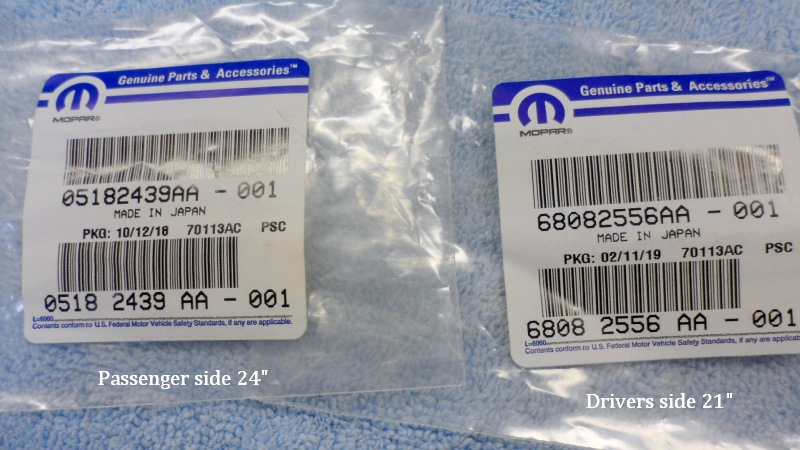 Genuine Parts & Accessories™
MOPAR®
05182439AA - 001
MADE IN JAPAN
PKG: 10/12/18 70113AC PSC
0518 2439 AA - 001
L=6060
Contents conform to U.S. Federal Motor Vehicle Safety Standards, if any are applicable.
Passenger side 24"
Genuine Parts & Accessories™
MOPAR®
68082556AA - 001
MADE IN JAPAN
PKG: 02/11/19 70113AC PSC
6808 2556 AA - 001
L=6060
Contents conform to U.S. Federal Motor Vehicle Safety Standards, if any are applicable.
Drivers side 21"